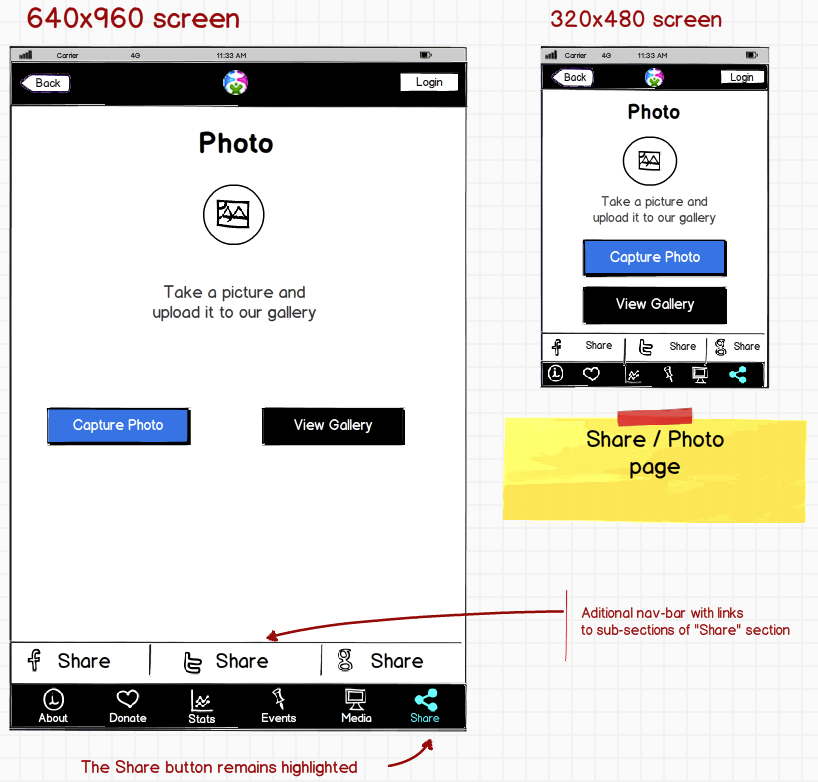 640x960 screen
Carrier 4G 11:33 AM
Back
Login
Photo
Take a picture and
upload it to our gallery
Capture Photo
View Gallery
Share
Share
Share
About
Donate
Stats
Events
Media
Share
The Share button remains highlighted
320x480 screen
Carrier 4G 11:33 AM
Back
Login
Photo
Take a picture and
upload it to our gallery
Capture Photo
View Gallery
Share
Share
Share
Share / Photo
page
Aditional nav-bar with links
to sub-sections of "Share" section